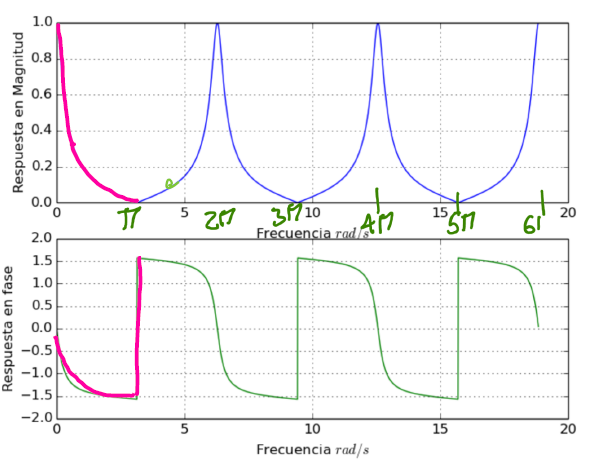 Respuesta en Magnitud
1.0
0.8
0.6
0.4
0.2
0.0
0 5 10 15 20
π 2π 3π 4π 5π 6
Frecuencia rad/s
Respuesta en fase
2.0
1.5
1.0
0.5
0.0
−0.5
−1.0
−1.5
−2.0
0 5 10 15 20
Frecuencia rad/s